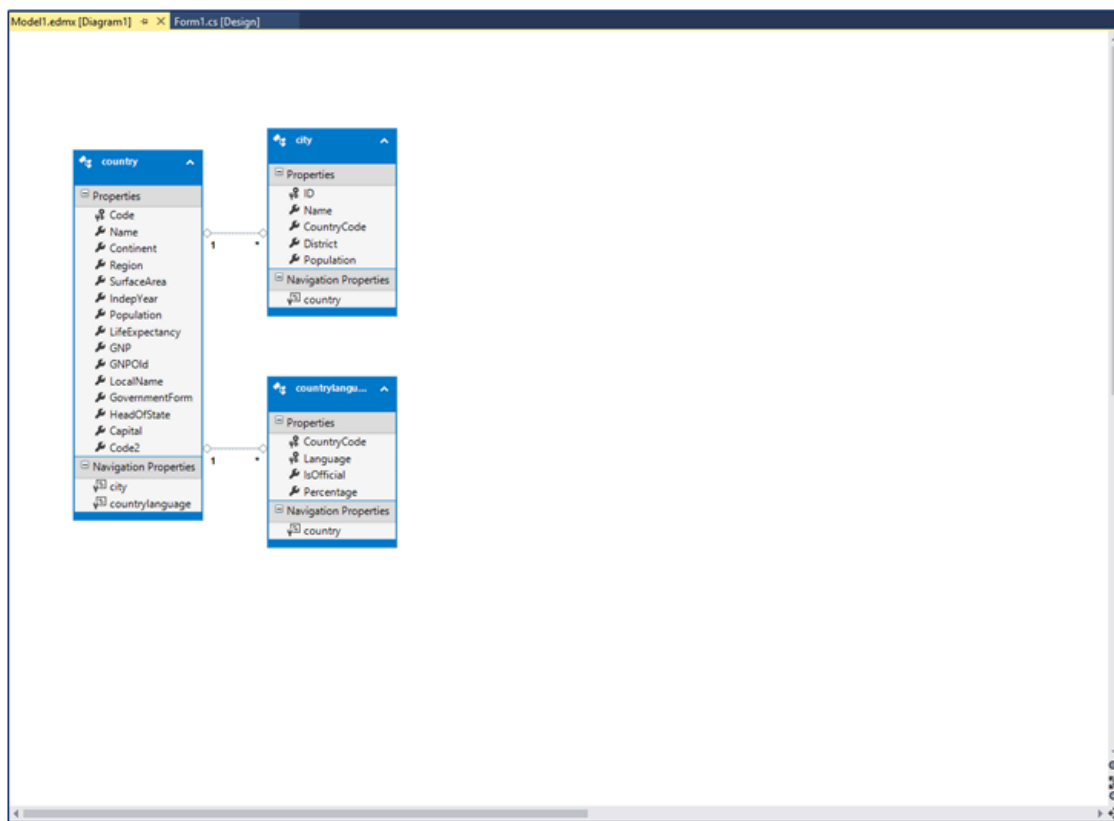 Model1.edmx [Diagram1]
Form1.cs [Design]
country
Properties
Code
Name
Continent
Region
SurfaceArea
IndepYear
Population
LifeExpectancy
GNP
GNPOld
LocalName
GovernmentForm
HeadOfState
Capital
Code2
Navigation Properties
city
countrylanguage
1
*
1
*
city
Properties
ID
Name
CountryCode
District
Population
Navigation Properties
country
countrylangu...
Properties
CountryCode
Language
IsOfficial
Percentage
Navigation Properties
country